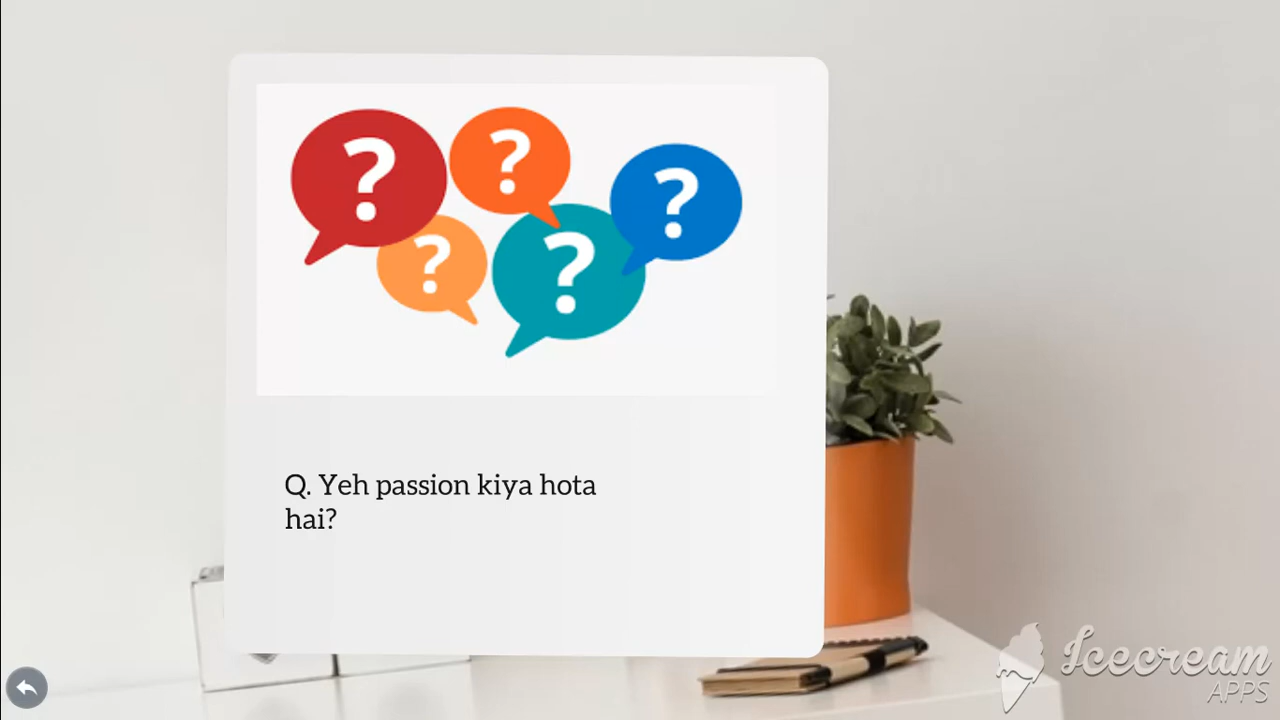 ? ? ?
? ?
Q. Yeh passion kiya hota
hai?
Icecream
APPS